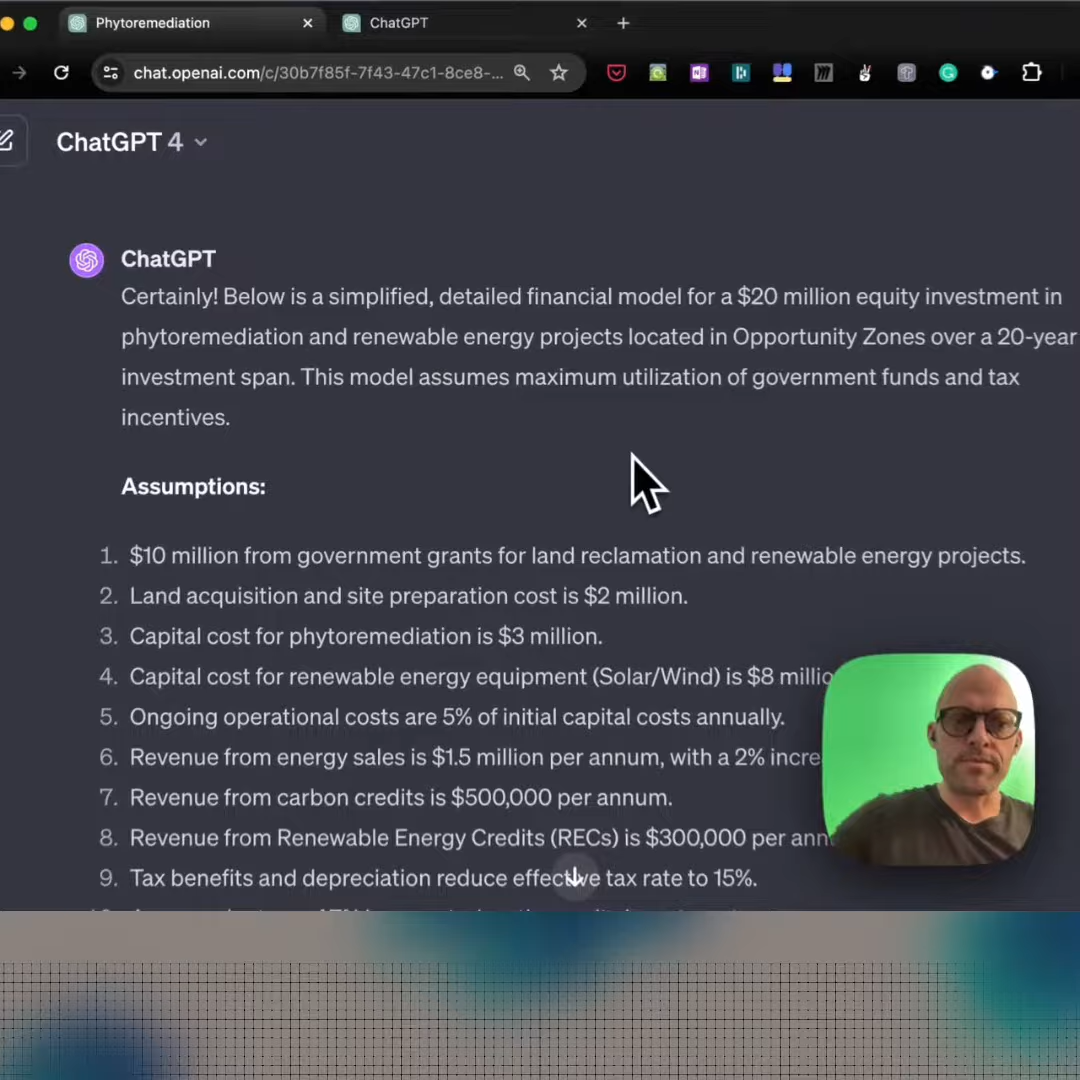 Phytoremediation
ChatGPT
chat.openai.com/c/30b7f85f-7f43-47c1-8ce8-...
ChatGPT 4
ChatGPT
Certainly! Below is a simplified, detailed financial model for a $20 million equity investment in
phytoremediation and renewable energy projects located in Opportunity Zones over a 20-year
investment span. This model assumes maximum utilization of government funds and tax
incentives.
Assumptions:
1. $10 million from government grants for land reclamation and renewable energy projects.
2. Land acquisition and site preparation cost is $2 million.
3. Capital cost for phytoremediation is $3 million.
4. Capital cost for renewable energy equipment (Solar/Wind) is $8 millio
5. Ongoing operational costs are 5% of initial capital costs annually.
6. Revenue from energy sales is $1.5 million per annum, with a 2% incre
7. Revenue from carbon credits is $500,000 per annum.
8. Revenue from Renewable Energy Credits (RECs) is $300,000 per ann
9. Tax benefits and depreciation reduce effective tax rate to 15%.